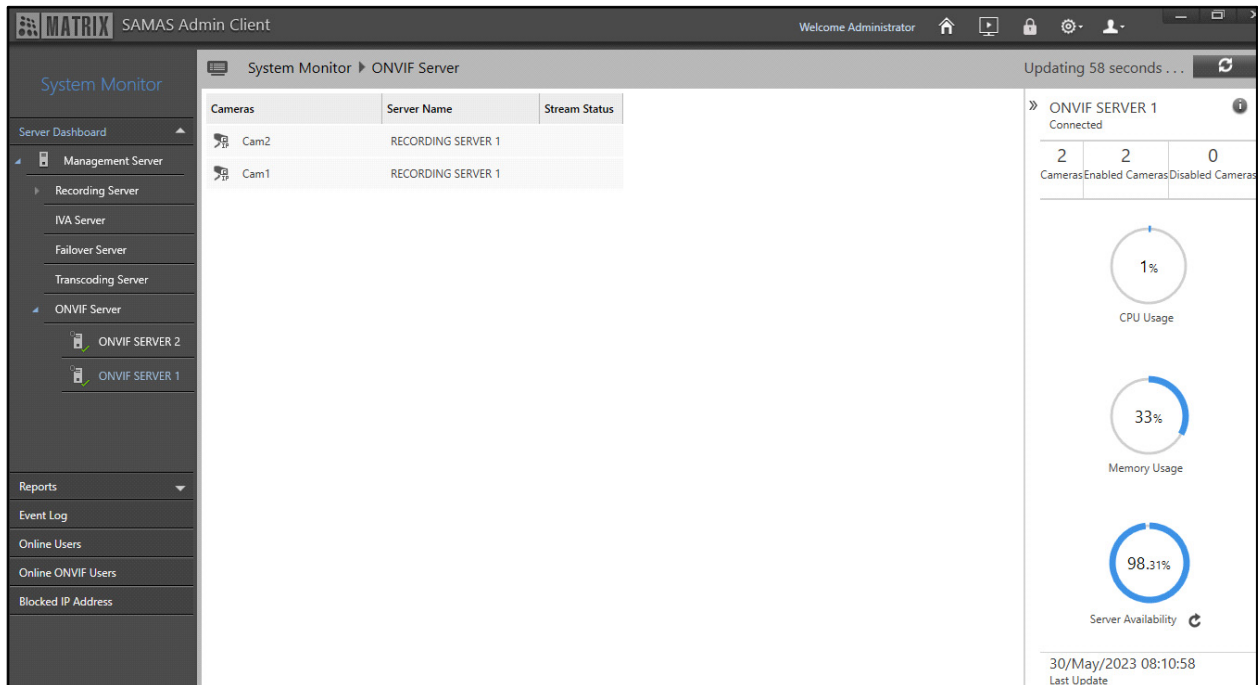 MATRIX SAMAS Admin Client
Welcome Administrator
System Monitor
Server Dashboard
Management Server
Recording Server
IVA Server
Failover Server
Transcoding Server
ONVIF Server
ONVIF SERVER 2
ONVIF SERVER 1
Reports
Event Log
Online Users
Online ONVIF Users
Blocked IP Address
System Monitor ONVIF Server
Updating 58 seconds . . .
Cameras Server Name Stream Status
Cam2 RECORDING SERVER 1
Cam1 RECORDING SERVER 1
ONVIF SERVER 1
Connected
2 2 0
Cameras Enabled Cameras Disabled Cameras
1%
CPU Usage
33%
Memory Usage
98.31%
Server Availability
30/May/2023 08:10:58
Last Update